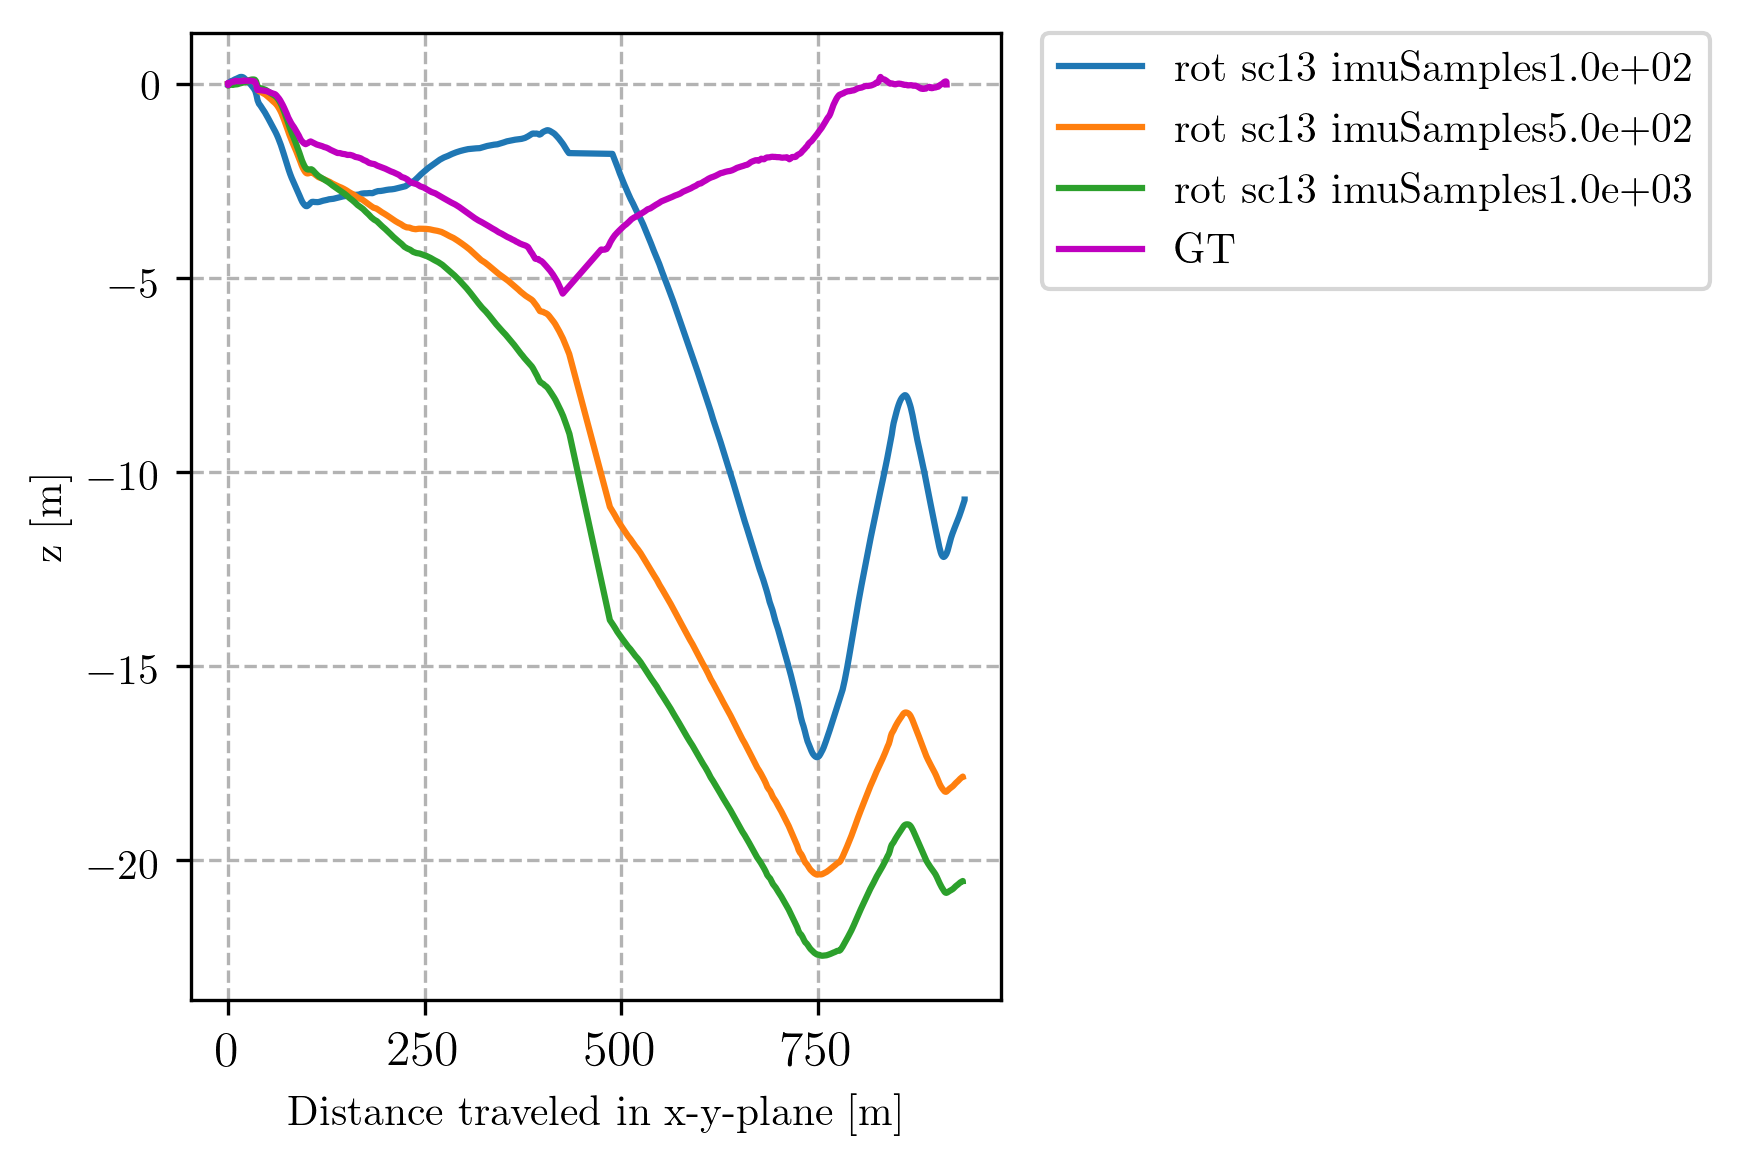 rot sc13 imuSamples1.0e+02
rot sc13 imuSamples5.0e+02
rot sc13 imuSamples1.0e+03
GT
0
−5
−10
−15
−20
z [m]
0 250 500 750
Distance traveled in x-y-plane [m]